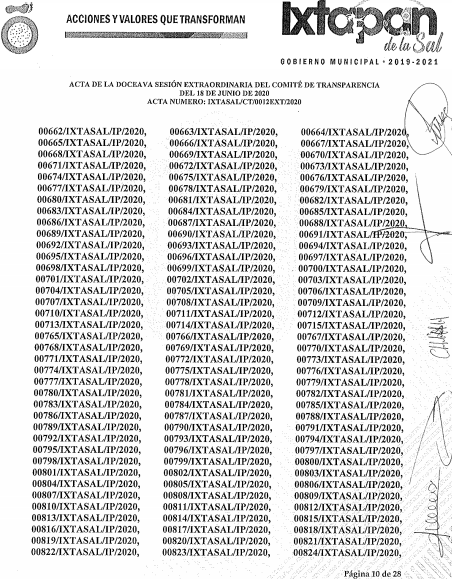 ACCIONES Y VALORES QUE TRANSFORMAN
Ixtapan
de la Sal
GOBIERNO MUNICIPAL • 2019-2021
ACTA DE LA DOCEAVA SESIÓN EXTRAORDINARIA DEL COMITÉ DE TRANSPARENCIA
DEL 18 DE JUNIO DE 2020
ACTA NUMERO: IXTASAL/CT/0012EXT/2020
00662/IXTASAL/IP/2020, 00663/IXTASAL/IP/2020, 00664/IXTASAL/IP/2020,
00665/IXTASAL/IP/2020, 00666/IXTASAL/IP/2020, 00667/IXTASAL/IP/2020,
00668/IXTASAL/IP/2020, 00669/IXTASAL/IP/2020, 00670/IXTASAL/IP/2020,
00671/IXTASAL/IP/2020, 00672/IXTASAL/IP/2020, 00673/IXTASAL/IP/2020,
00674/IXTASAL/IP/2020, 00675/IXTASAL/IP/2020, 00676/IXTASAL/IP/2020,
00677/IXTASAL/IP/2020, 00678/IXTASAL/IP/2020, 00679/IXTASAL/IP/2020,
00680/IXTASAL/IP/2020, 00681/IXTASAL/IP/2020, 00682/IXTASAL/IP/2020,
00683/IXTASAL/IP/2020, 00684/IXTASAL/IP/2020, 00685/IXTASAL/IP/2020,
00686/IXTASAL/IP/2020, 00687/IXTASAL/IP/2020, 00688/IXTASAL/IP/2020,
00689/IXTASAL/IP/2020, 00690/IXTASAL/IP/2020, 00691/IXTASAL/IP/2020,
00692/IXTASAL/IP/2020, 00693/IXTASAL/IP/2020, 00694/IXTASAL/IP/2020,
00695/IXTASAL/IP/2020, 00696/IXTASAL/IP/2020, 00697/IXTASAL/IP/2020,
00698/IXTASAL/IP/2020, 00699/IXTASAL/IP/2020, 00700/IXTASAL/IP/2020,
00701/IXTASAL/IP/2020, 00702/IXTASAL/IP/2020, 00703/IXTASAL/IP/2020,
00704/IXTASAL/IP/2020, 00705/IXTASAL/IP/2020, 00706/IXTASAL/IP/2020,
00707/IXTASAL/IP/2020, 00708/IXTASAL/IP/2020, 00709/IXTASAL/IP/2020,
00710/IXTASAL/IP/2020, 00711/IXTASAL/IP/2020, 00712/IXTASAL/IP/2020,
00713/IXTASAL/IP/2020, 00714/IXTASAL/IP/2020, 00715/IXTASAL/IP/2020,
00765/IXTASAL/IP/2020, 00766/IXTASAL/IP/2020, 00767/IXTASAL/IP/2020,
00768/IXTASAL/IP/2020, 00769/IXTASAL/IP/2020, 00770/IXTASAL/IP/2020,
00771/IXTASAL/IP/2020, 00772/IXTASAL/IP/2020, 00773/IXTASAL/IP/2020,
00774/IXTASAL/IP/2020, 00775/IXTASAL/IP/2020, 00776/IXTASAL/IP/2020,
00777/IXTASAL/IP/2020, 00778/IXTASAL/IP/2020, 00779/IXTASAL/IP/2020,
00780/IXTASAL/IP/2020, 00781/IXTASAL/IP/2020, 00782/IXTASAL/IP/2020,
00783/IXTASAL/IP/2020, 00784/IXTASAL/IP/2020, 00785/IXTASAL/IP/2020,
00786/IXTASAL/IP/2020, 00787/IXTASAL/IP/2020, 00788/IXTASAL/IP/2020,
00789/IXTASAL/IP/2020, 00790/IXTASAL/IP/2020, 00791/IXTASAL/IP/2020,
00792/IXTASAL/IP/2020, 00793/IXTASAL/IP/2020, 00794/IXTASAL/IP/2020,
00795/IXTASAL/IP/2020, 00796/IXTASAL/IP/2020, 00797/IXTASAL/IP/2020,
00798/IXTASAL/IP/2020, 00799/IXTASAL/IP/2020, 00800/IXTASAL/IP/2020,
00801/IXTASAL/IP/2020, 00802/IXTASAL/IP/2020, 00803/IXTASAL/IP/2020,
00804/IXTASAL/IP/2020, 00805/IXTASAL/IP/2020, 00806/IXTASAL/IP/2020,
00807/IXTASAL/IP/2020, 00808/IXTASAL/IP/2020, 00809/IXTASAL/IP/2020,
00810/IXTASAL/IP/2020, 00811/IXTASAL/IP/2020, 00812/IXTASAL/IP/2020,
00813/IXTASAL/IP/2020, 00814/IXTASAL/IP/2020, 00815/IXTASAL/IP/2020,
00816/IXTASAL/IP/2020, 00817/IXTASAL/IP/2020, 00818/IXTASAL/IP/2020,
00819/IXTASAL/IP/2020, 00820/IXTASAL/IP/2020, 00821/IXTASAL/IP/2020,
00822/IXTASAL/IP/2020, 00823/IXTASAL/IP/2020, 00824/IXTASAL/IP/2020,
Página 10 de 28